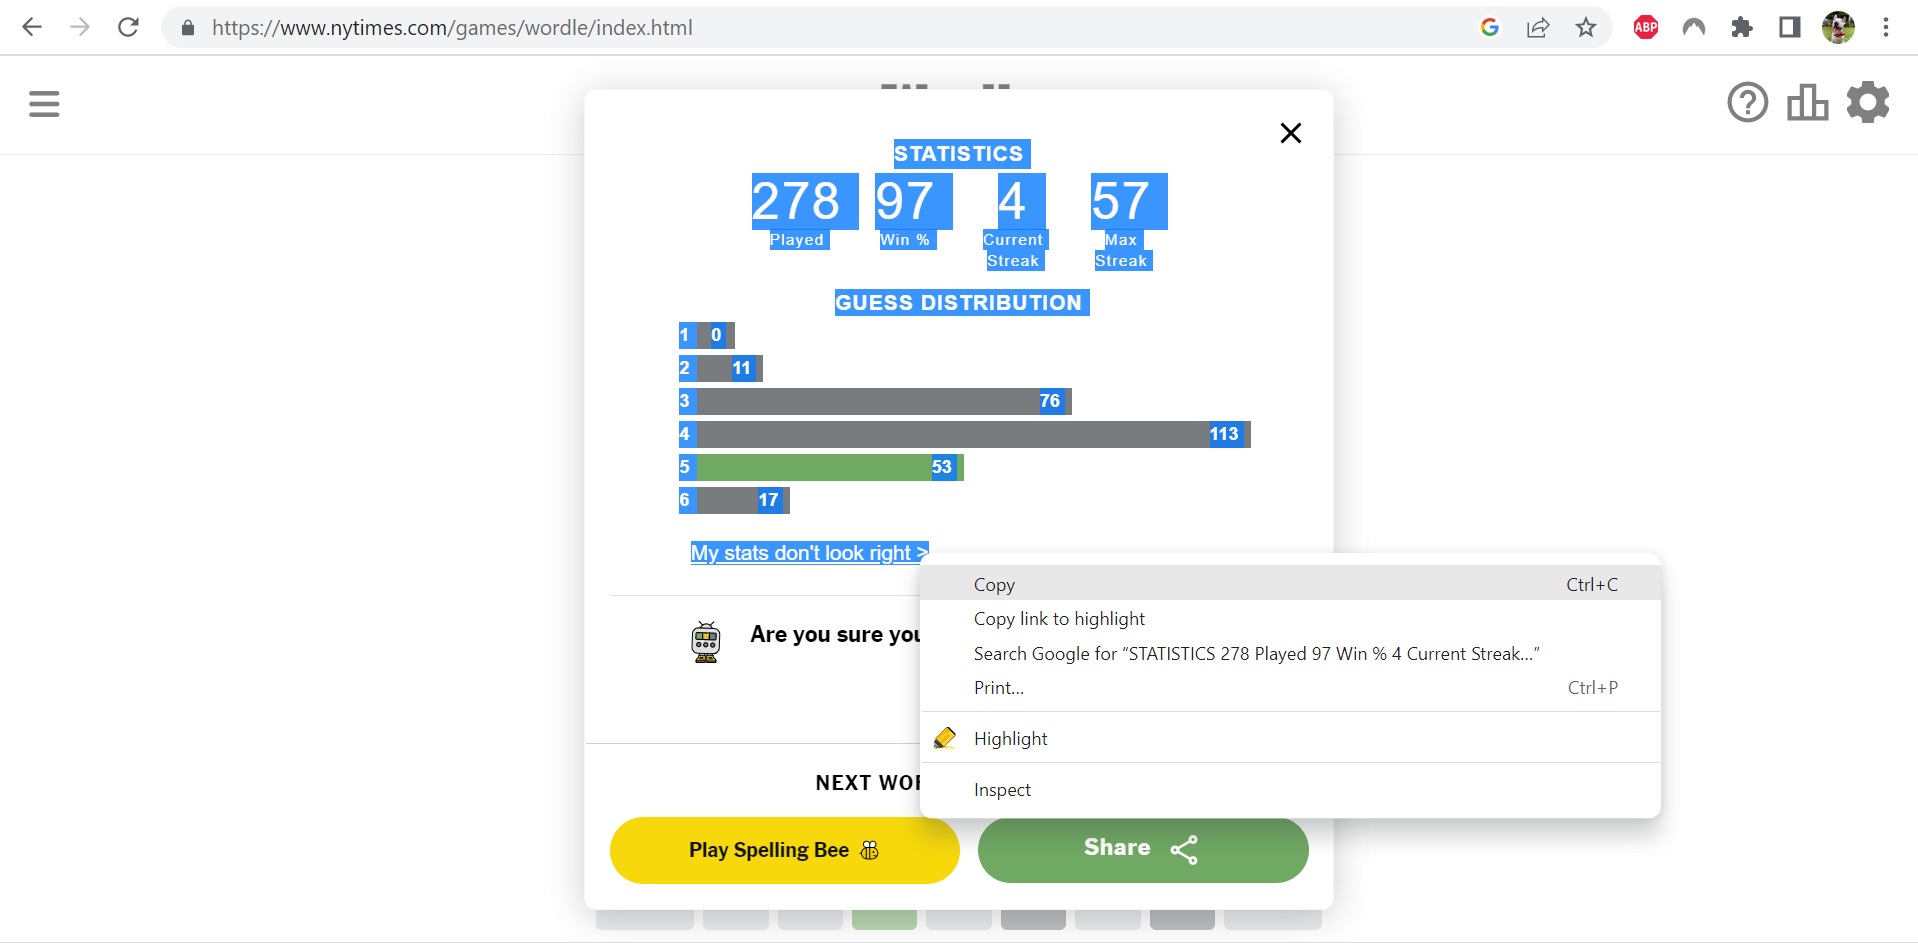 https://www.nytimes.com/games/wordle/index.html
ABP
STATISTICS
278 97 4 57
Played Win % Current Streak Max Streak
GUESS DISTRIBUTION
1 0
2 11
3 76
4 113
5 53
6 17
My stats don't look right >
Copy Ctrl+C
Copy link to highlight
Search Google for “STATISTICS 278 Played 97 Win % 4 Current Streak...”
Print... Ctrl+P
Highlight
Inspect
Are you sure you
NEXT WOR
Play Spelling Bee
Share